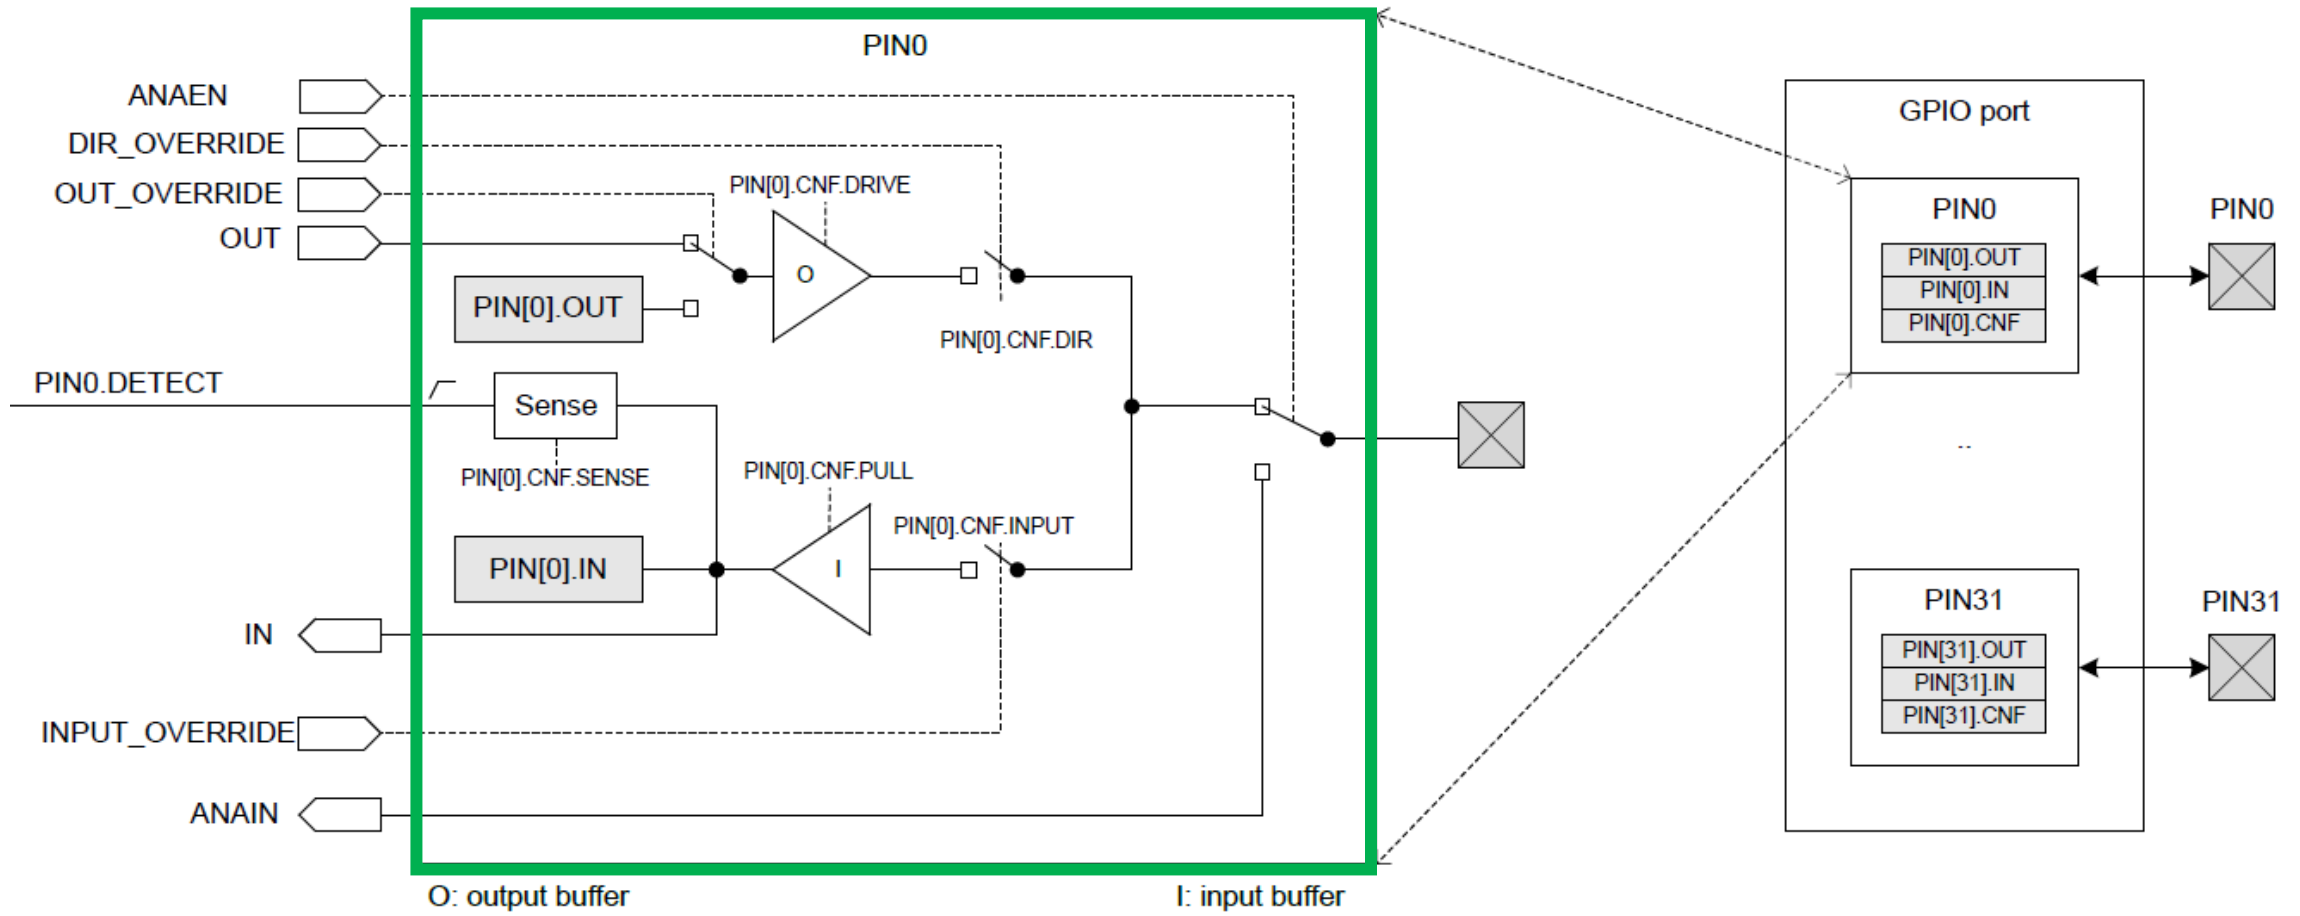 PIN0
ANAEN
DIR_OVERRIDE
OUT_OVERRIDE
OUT
PIN[0].CNF.DRIVE
O
PIN[0].OUT
PIN[0].CNF.DIR
PIN0.DETECT
Sense
PIN[0].CNF.SENSE
PIN[0].CNF.PULL
PIN[0].CNF.INPUT
PIN[0].IN
I
IN
INPUT_OVERRIDE
ANAIN
O: output buffer
I: input buffer
GPIO port
PIN0
PIN[0].OUT
PIN[0].IN
PIN[0].CNF
PIN0
..
PIN31
PIN[31].OUT
PIN[31].IN
PIN[31].CNF
PIN31